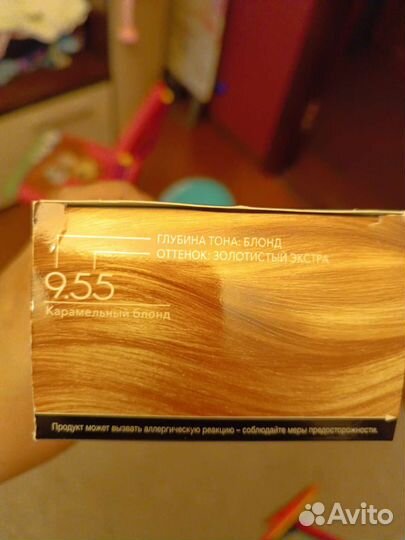 ГЛУБИНА ТОНА: БЛОНД
ОТТЕНОК: ЗОЛОТИСТЫЙ ЭКСТРА
9.55
Карамельный блонд
Продукт может вызвать аллергическую реакцию – соблюдайте меры предосторожности.
Avito